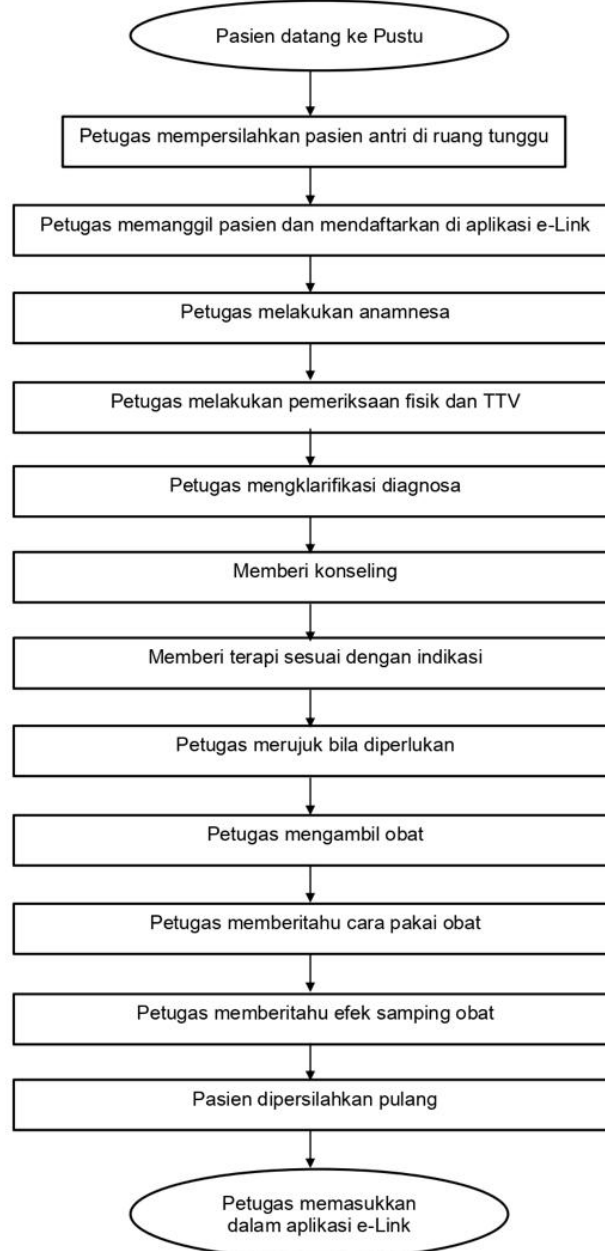 Pasien datang ke Pustu
Petugas mempersilahkan pasien antri di ruang tunggu
Petugas memanggil pasien dan mendaftarkan di aplikasi e-Link
Petugas melakukan anamnesa
Petugas melakukan pemeriksaan fisik dan TTV
Petugas mengklarifikasi diagnosa
Memberi konseling
Memberi terapi sesuai dengan indikasi
Petugas merujuk bila diperlukan
Petugas mengambil obat
Petugas memberitahu cara pakai obat
Petugas memberitahu efek samping obat
Pasien dipersilahkan pulang
Petugas memasukkan
dalam aplikasi e-Link